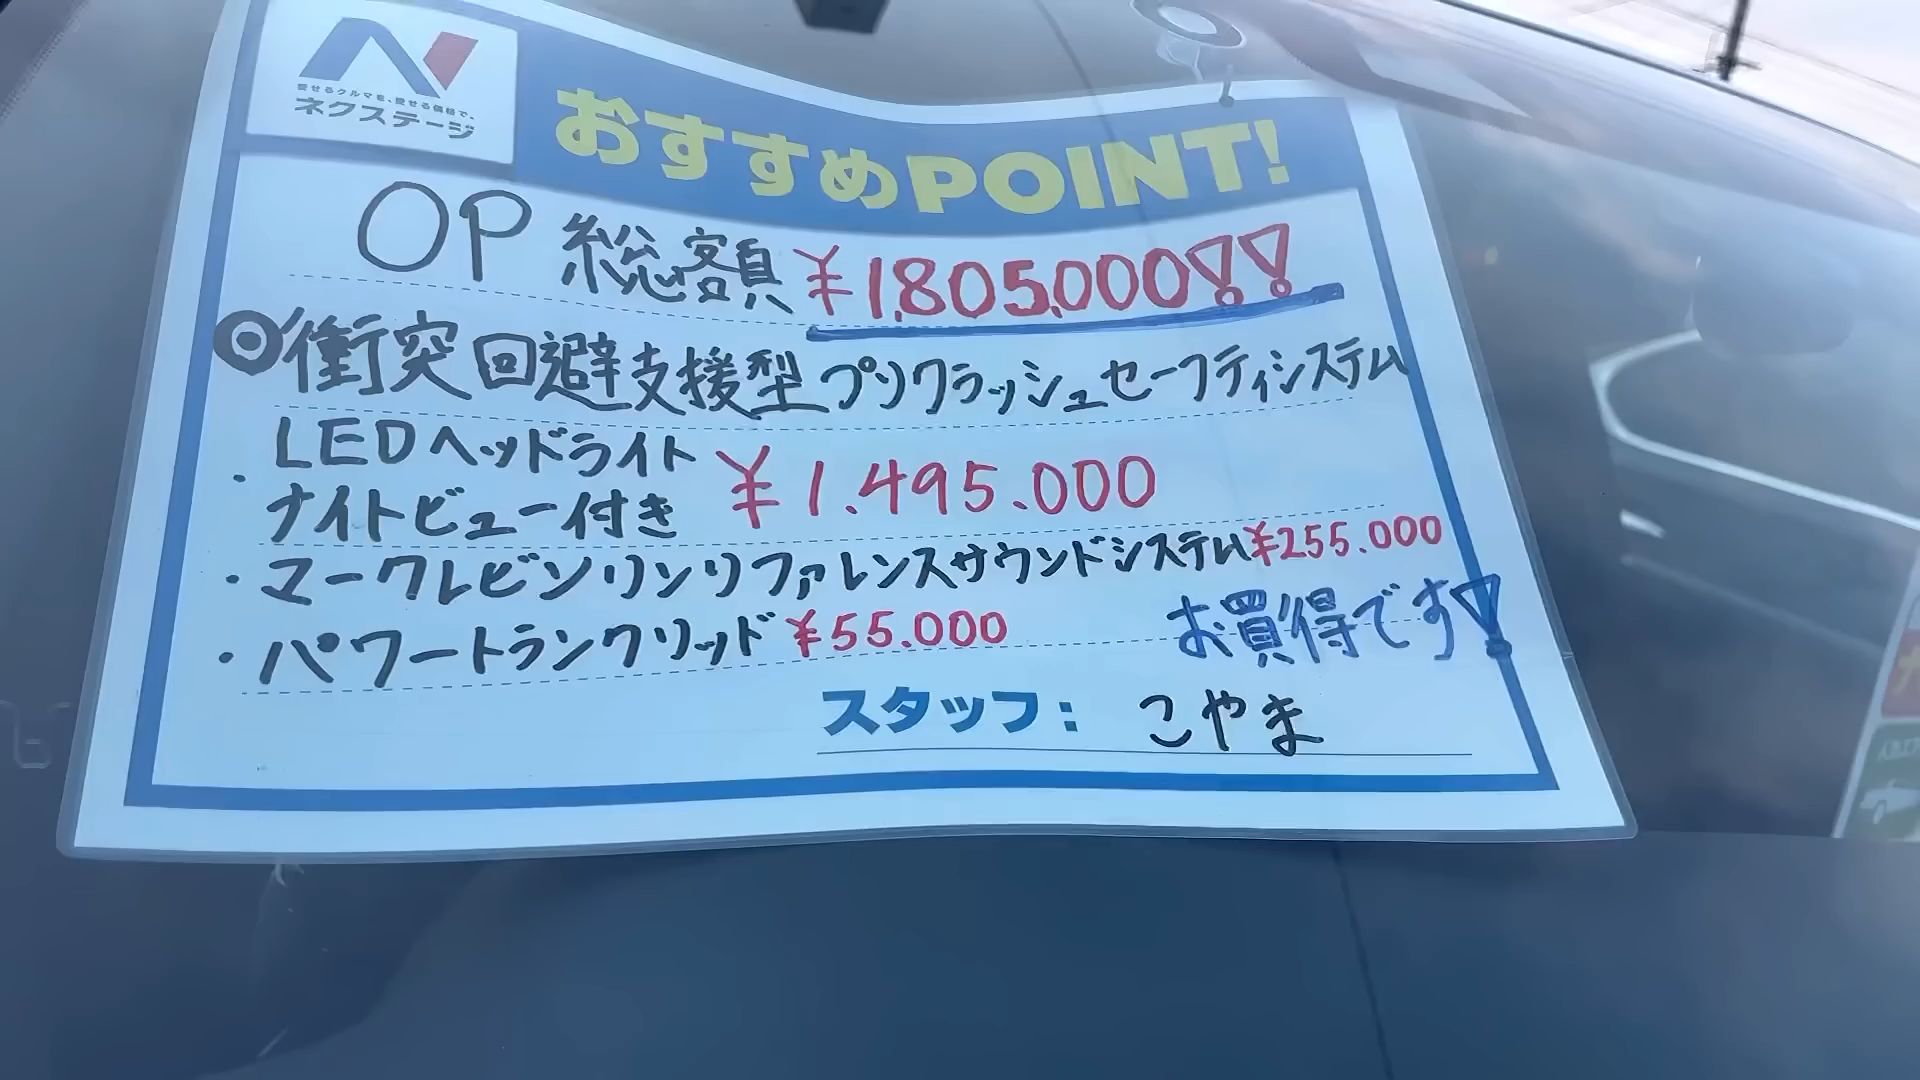 愛せるクルマを、愛せる価格で。
ネクステージ
おすすめPOINT!
OP 総額 ¥1,805,000!!
◎衝突回避支援型プリクラッシュセーフティシステム
・LEDヘッドライト
ナイトビュー付き ¥1.495.000
・マークレビンソンリファレンスサウンドシステム¥255.000
・パワートランクリッド ¥55.000
お買得です!
スタッフ: こやま